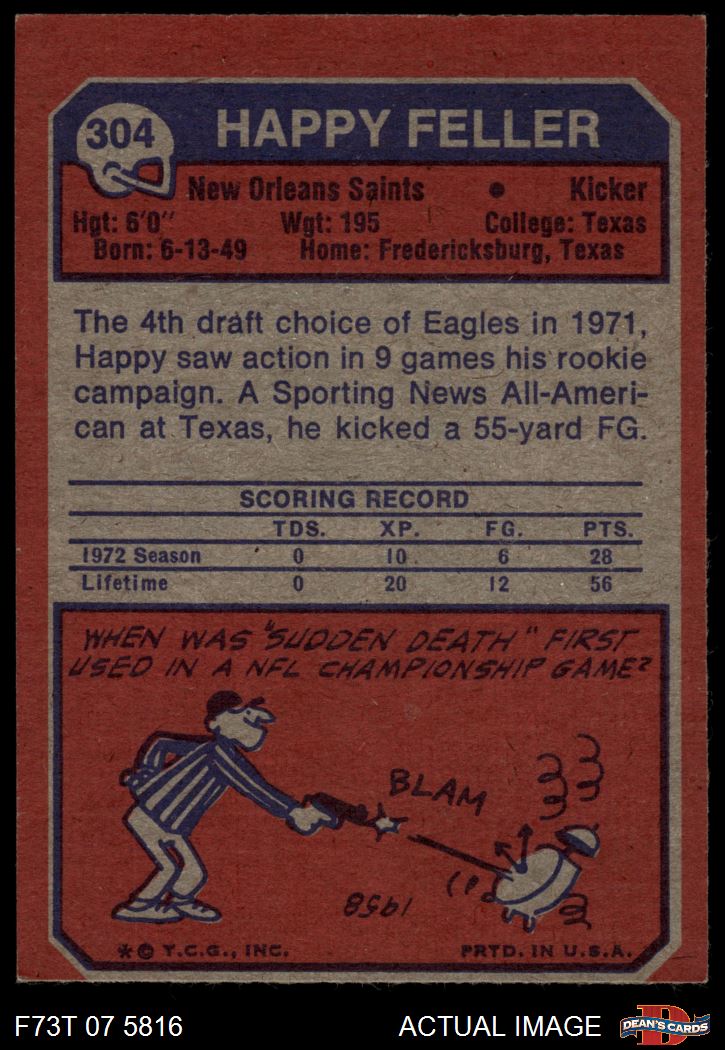 304
HAPPY FELLER
New Orleans Saints • Kicker
Hgt: 6'0" Wgt: 195 College: Texas
Born: 6-13-49 Home: Fredericksburg, Texas
The 4th draft choice of Eagles in 1971,
Happy saw action in 9 games his rookie
campaign. A Sporting News All-Ameri-
can at Texas, he kicked a 55-yard FG.
SCORING RECORD
TDS. XP. FG. PTS.
1972 Season 0 10 6 28
Lifetime 0 20 12 56
WHEN WAS "SUDDEN DEATH" FIRST
USED IN A NFL CHAMPIONSHIP GAME?
BLAM
1958
* © T.C.G., INC. PRTD. IN U.S.A.
F73T 07 5816 ACTUAL IMAGE
D
DEAN'S CARDS